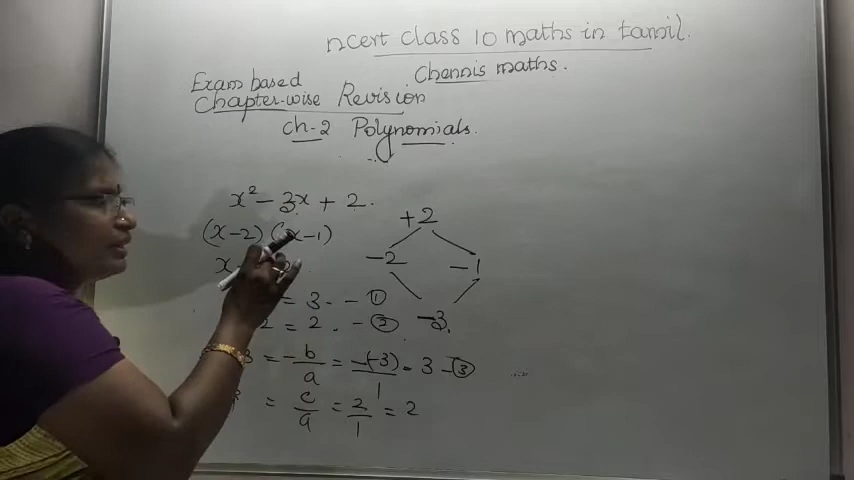 ncert class 10 maths in tamil.
Chennis maths.
Exam based
Chapter-wise Revision
ch-2 Polynomials.
x² - 3x + 2.
(x-2) (x-1)
x
+2
-2 -1
-3.
= 3. - ①
2 = 2. - ②
= -b/a = -(-3)/1 = 3 - ③
= c/a = 2/1 = 2